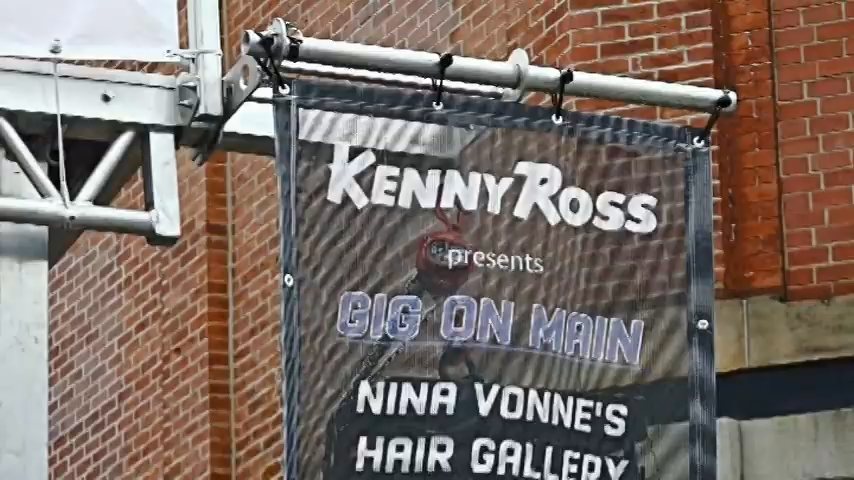 KENNY ROSS
presents
GIG ON MAIN
NINA VONNE'S
HAIR GALLERY